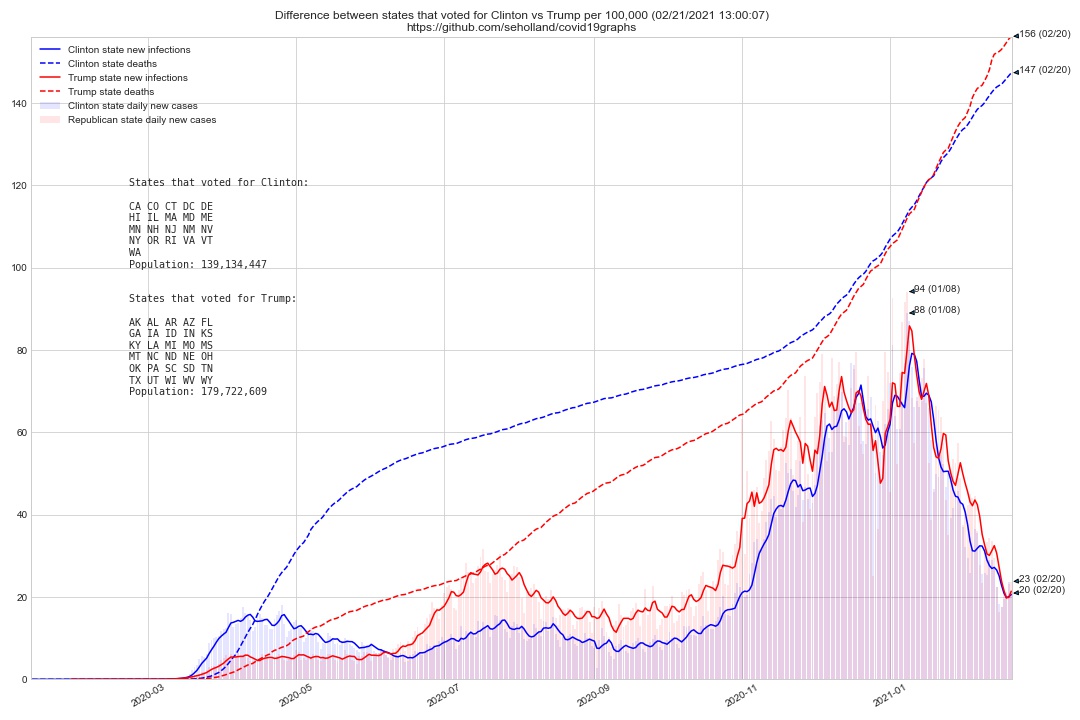 Difference between states that voted for Clinton vs Trump per 100,000 (02/21/2021 13:00:07)
https://github.com/seholland/covid19graphs
Clinton state new infections
Clinton state deaths
Trump state new infections
Trump state deaths
Clinton state daily new cases
Republican state daily new cases
156 (02/20)
147 (02/20)
140
120
100
80
60
40
20
0
States that voted for Clinton:
CA CO CT DC DE
HI IL MA MD ME
MN NH NJ NM NV
NY OR RI VA VT
WA
Population: 139,134,447
States that voted for Trump:
AK AL AR AZ FL
GA IA ID IN KS
KY LA MI MO MS
MT NC ND NE OH
OK PA SC SD TN
TX UT WI WV WY
Population: 179,722,609
94 (01/08)
88 (01/08)
23 (02/20)
20 (02/20)
2020-03
2020-05
2020-07
2020-09
2020-11
2021-01